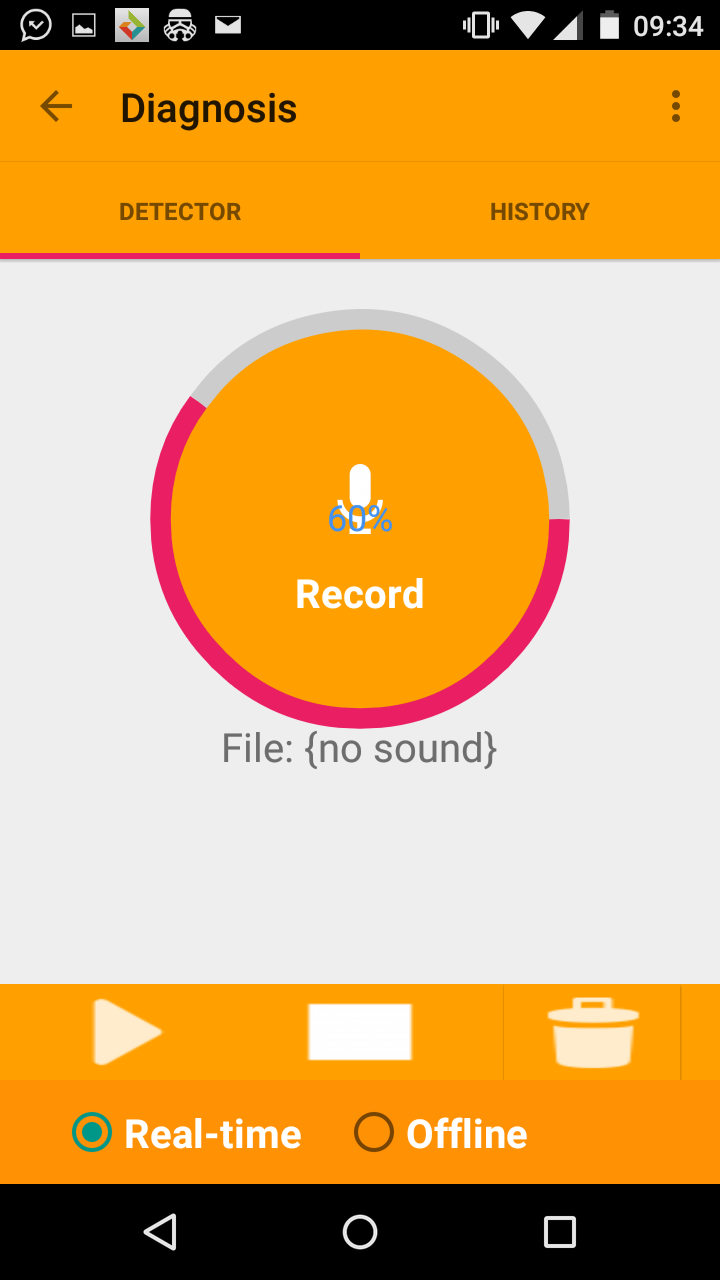 09:34
Diagnosis
DETECTOR
HISTORY
60%
Record
File: {no sound}
Real-time
Offline